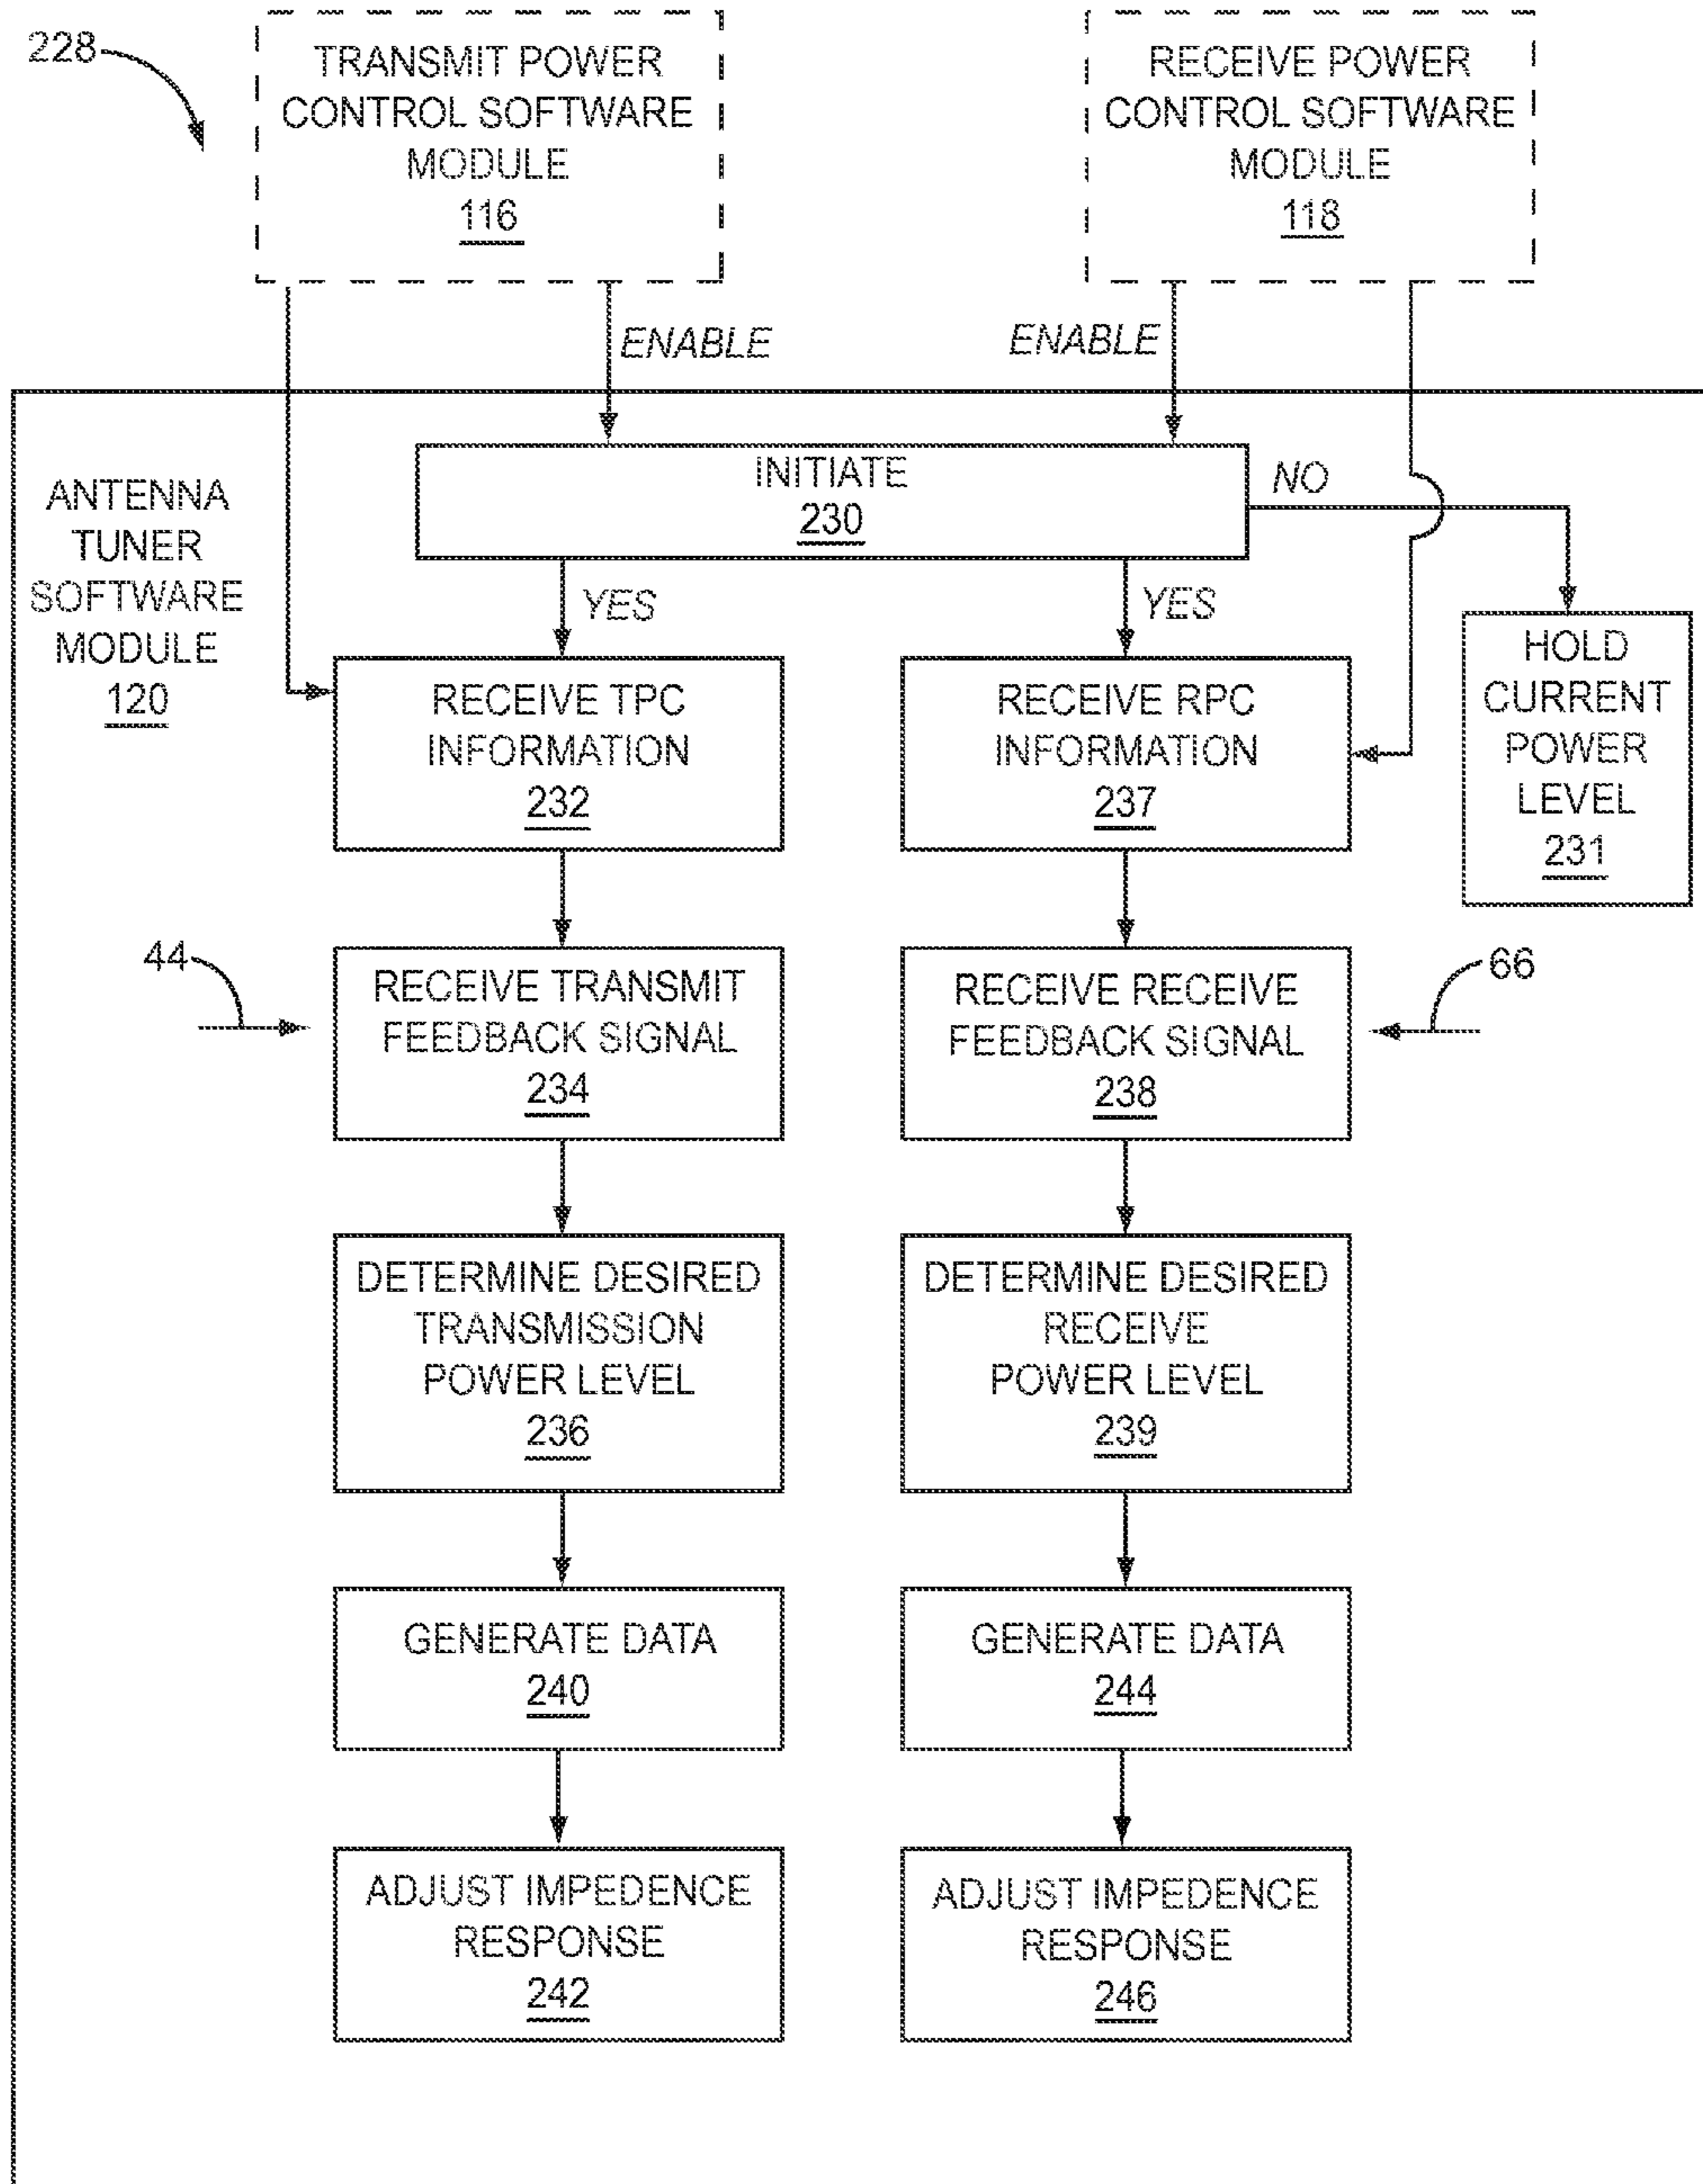 228
TRANSMIT POWER
CONTROL SOFTWARE
MODULE
116
RECEIVE POWER
CONTROL SOFTWARE
MODULE
118
ENABLE
ENABLE
ANTENNA
TUNER
SOFTWARE
MODULE
120
INITIATE
230
NO
YES
YES
HOLD
CURRENT
POWER
LEVEL
231
RECEIVE TPC
INFORMATION
232
RECEIVE RPC
INFORMATION
237
44
RECEIVE TRANSMIT
FEEDBACK SIGNAL
234
RECEIVE RECEIVE
FEEDBACK SIGNAL
238
66
DETERMINE DESIRED
TRANSMISSION
POWER LEVEL
236
DETERMINE DESIRED
RECEIVE
POWER LEVEL
239
GENERATE DATA
240
GENERATE DATA
244
ADJUST IMPEDENCE
RESPONSE
242
ADJUST IMPEDENCE
RESPONSE
246